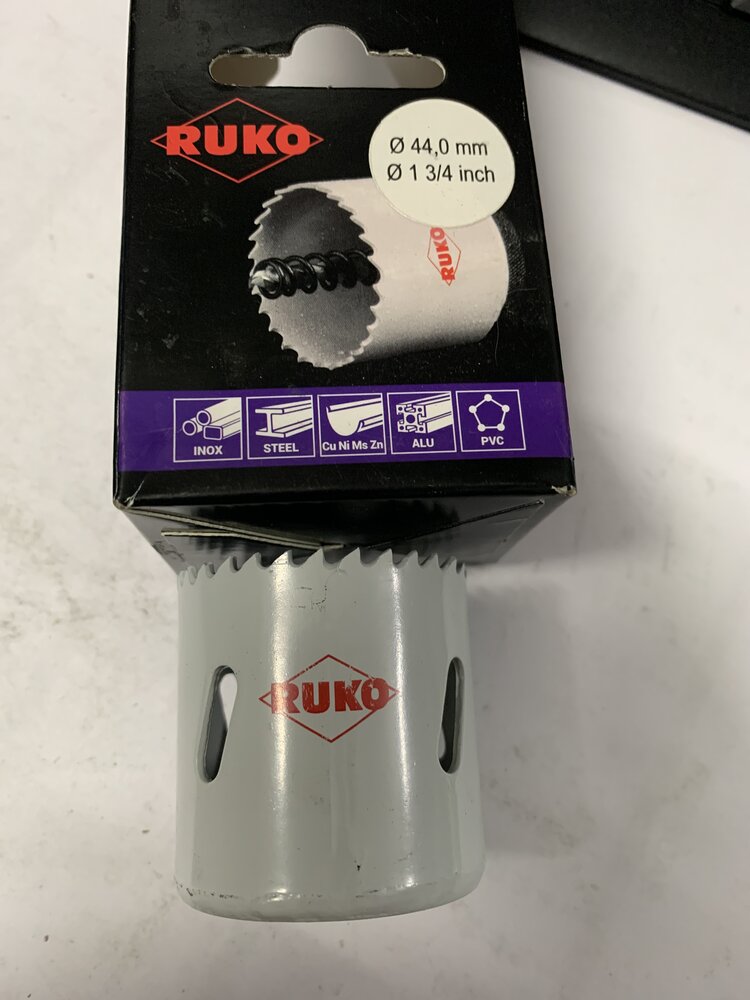 RUKO
Ø 44,0 mm
Ø 1 3/4 inch
RUKO
INOX
STEEL
Cu Ni Ms Zn
ALU
PVC
RUKO